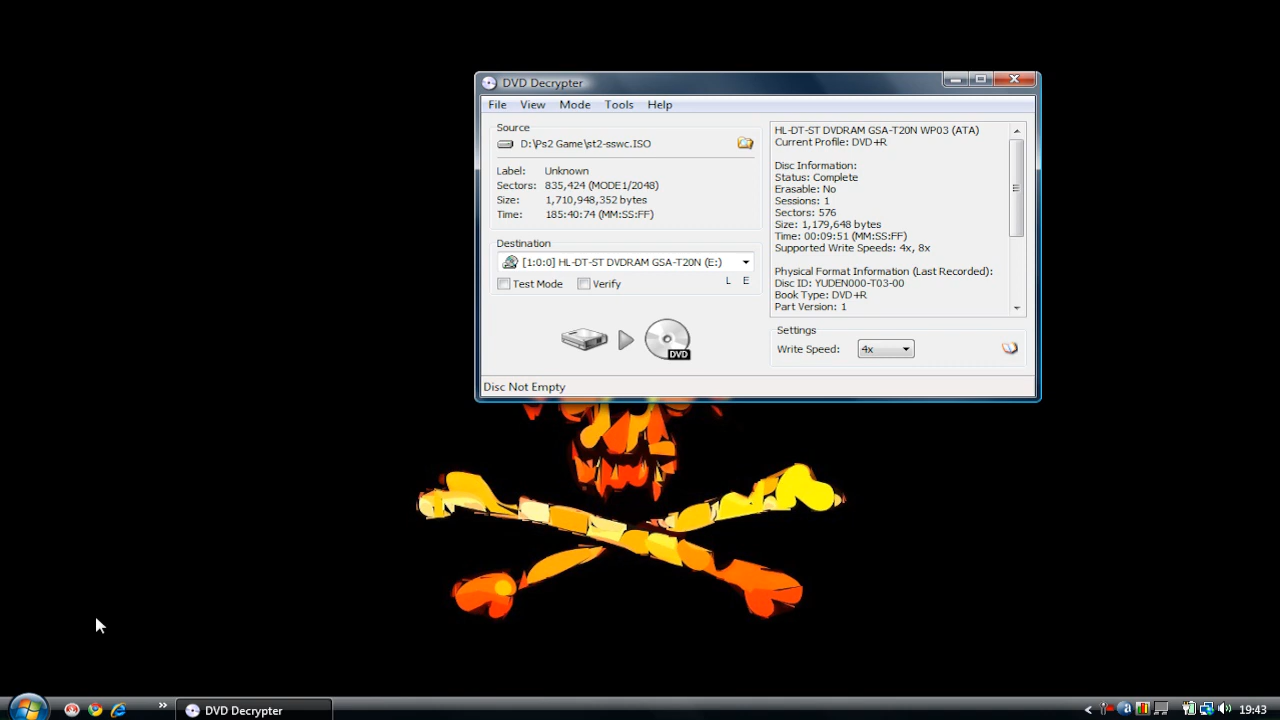 DVD Decrypter
File View Mode Tools Help
Source
D:\Ps2 Game\st2-sswc.ISO
Label: Unknown
Sectors: 835,424 (MODE1/2048)
Size: 1,710,948,352 bytes
Time: 185:40:74 (MM:SS:FF)
Destination
[1:0:0] HL-DT-ST DVDRAM GSA-T20N (E:)
Test Mode Verify L E
DVD
HL-DT-ST DVDRAM GSA-T20N WP03 (ATA)
Current Profile: DVD+R
Disc Information:
Status: Complete
Erasable: No
Sessions: 1
Sectors: 576
Size: 1,179,648 bytes
Time: 00:09:51 (MM:SS:FF)
Supported Write Speeds: 4x, 8x
Physical Format Information (Last Recorded):
Disc ID: YUDEN000-T03-00
Book Type: DVD+R
Part Version: 1
Settings
Write Speed: 4x
Disc Not Empty
DVD Decrypter
19:43